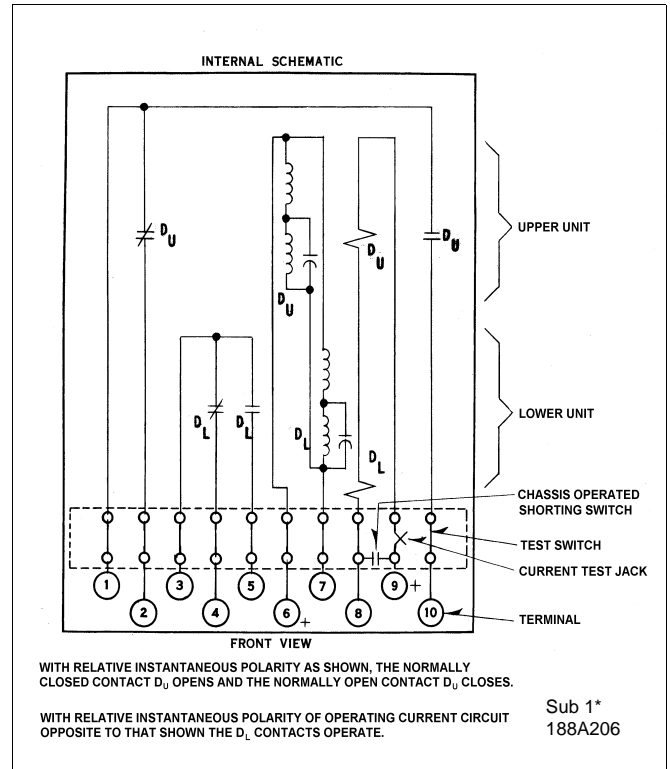 INTERNAL SCHEMATIC
DU
DU
DU
DU
UPPER UNIT
DL
DL
DL
DL
LOWER UNIT
CHASSIS OPERATED
SHORTING SWITCH
TEST SWITCH
CURRENT TEST JACK
1 3 5 7 9 +
2 4 6 + 8 10
TERMINAL
FRONT VIEW
WITH RELATIVE INSTANTANEOUS POLARITY AS SHOWN, THE NORMALLY
CLOSED CONTACT DU OPENS AND THE NORMALLY OPEN CONTACT DU CLOSES.
WITH RELATIVE INSTANTANEOUS POLARITY OF OPERATING CURRENT CIRCUIT
OPPOSITE TO THAT SHOWN THE DL CONTACTS OPERATE.
Sub 1*
188A206